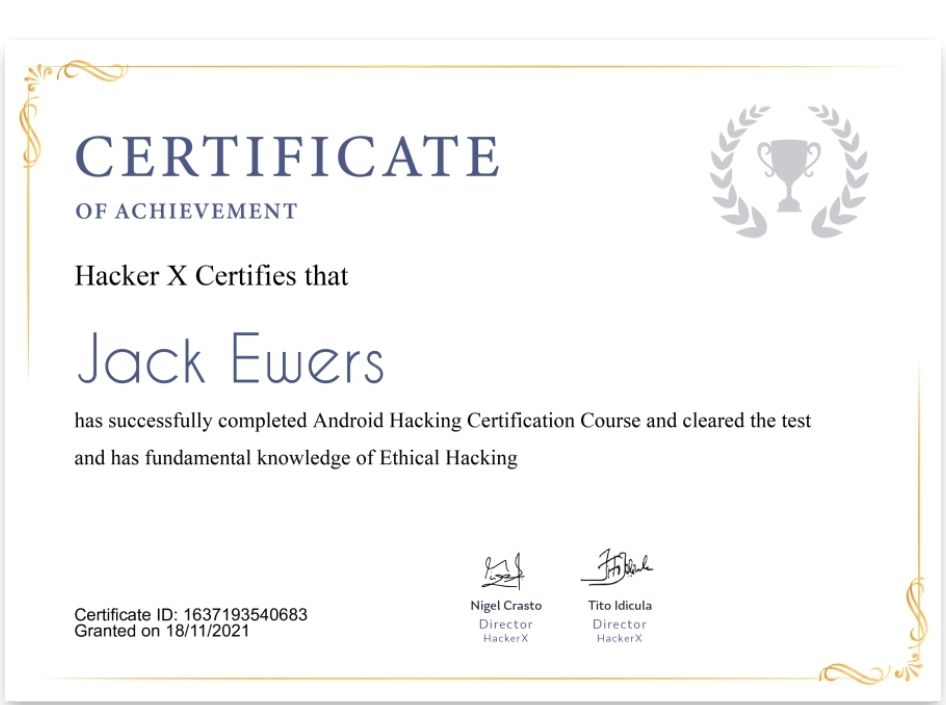 CERTIFICATE
OF ACHIEVEMENT
Hacker X Certifies that
Jack Ewers
has successfully completed Android Hacking Certification Course and cleared the test
and has fundamental knowledge of Ethical Hacking
Nigel Crasto
Director
HackerX
Tito Idicula
Director
HackerX
Certificate ID: 1637193540683
Granted on 18/11/2021